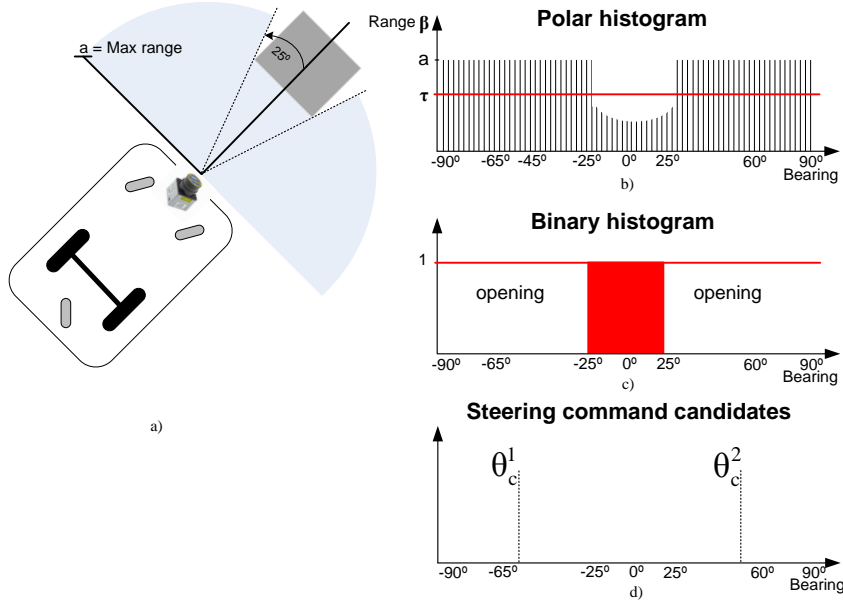 a = Max range
25º
a)
Polar histogram
Range β
a
τ
-90º -65º -45º -25º 0º 25º 60º 90º
Bearing
b)
Binary histogram
1
opening opening
-90º -65º -25º 0º 25º 60º 90º
Bearing
c)
Steering command candidates
θc1 θc2
-90º -65º -25º 0º 25º 60º 90º
Bearing
d)